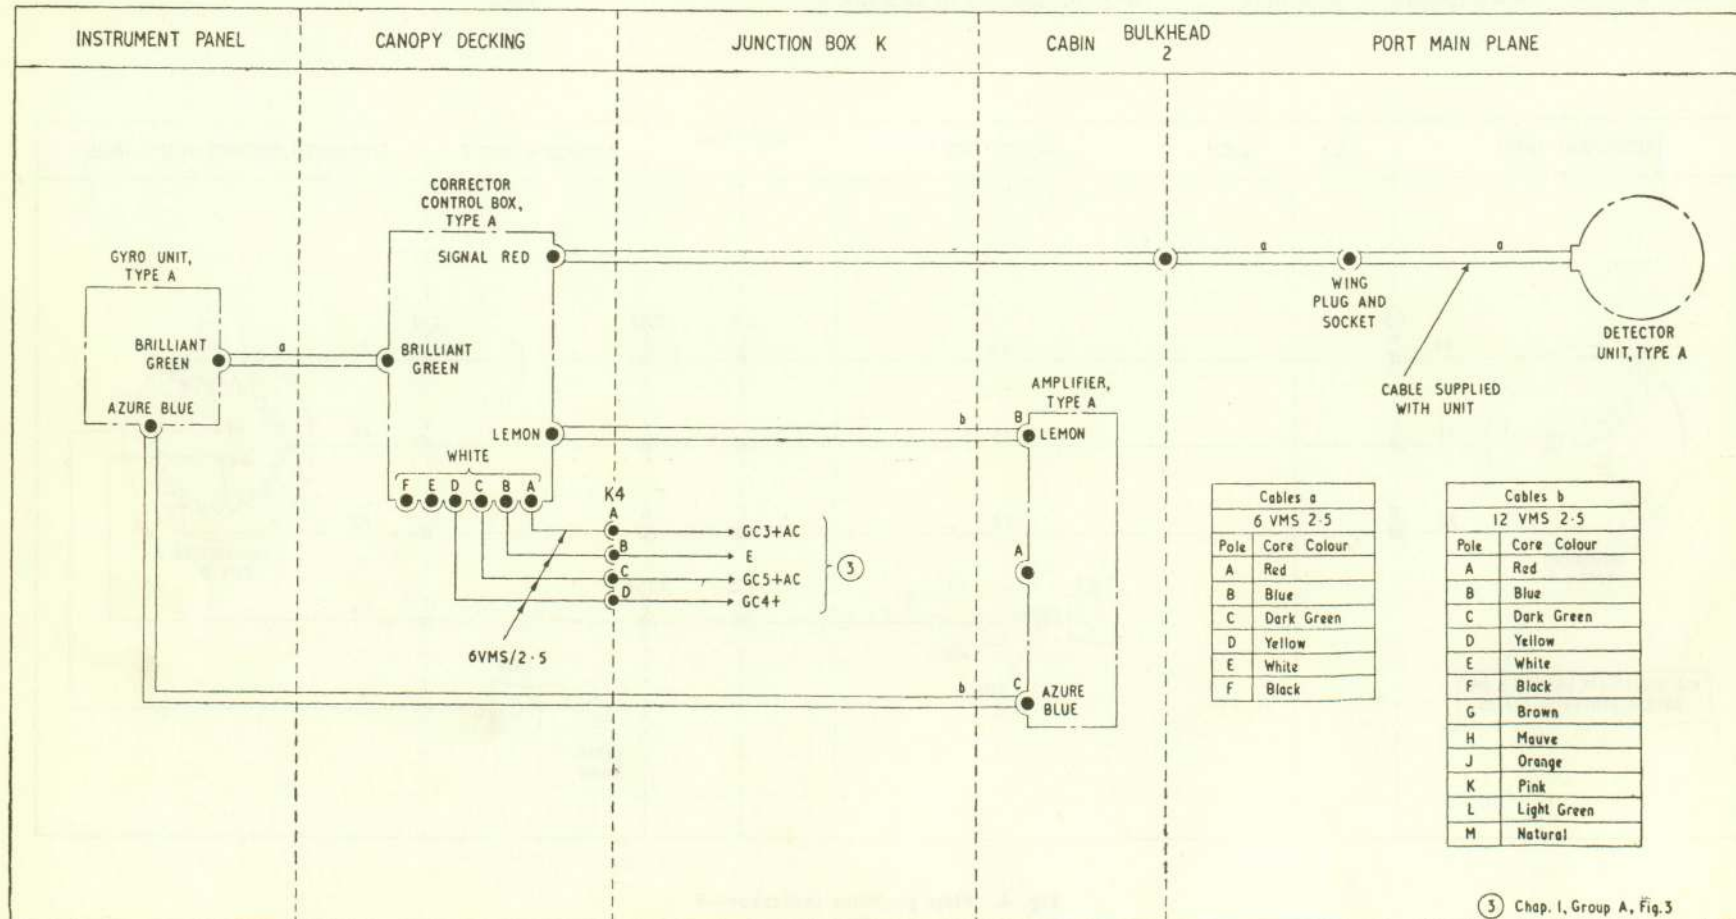 INSTRUMENT PANEL
CANOPY DECKING
JUNCTION BOX K
CABIN
BULKHEAD
2
PORT MAIN PLANE
CORRECTOR
CONTROL BOX,
TYPE A
SIGNAL RED
GYRO UNIT,
TYPE A
BRILLIANT
GREEN
a
BRILLIANT
GREEN
AZURE BLUE
a
a
WING
PLUG AND
SOCKET
DETECTOR
UNIT, TYPE A
CABLE SUPPLIED
WITH UNIT
AMPLIFIER,
TYPE A
LEMON
b
B
LEMON
WHITE
F E D C B A
K4
A
GC3+AC
B
E
C
GC5+AC
D
GC4+
3
6VMS/2·5
A
b
C
AZURE
BLUE
Cables a
6 VMS 2·5
Pole Core Colour
A Red
B Blue
C Dark Green
D Yellow
E White
F Black
Cables b
12 VMS 2·5
Pole Core Colour
A Red
B Blue
C Dark Green
D Yellow
E White
F Black
G Brown
H Mauve
J Orange
K Pink
L Light Green
M Natural
3 Chap. 1, Group A, Fig. 3